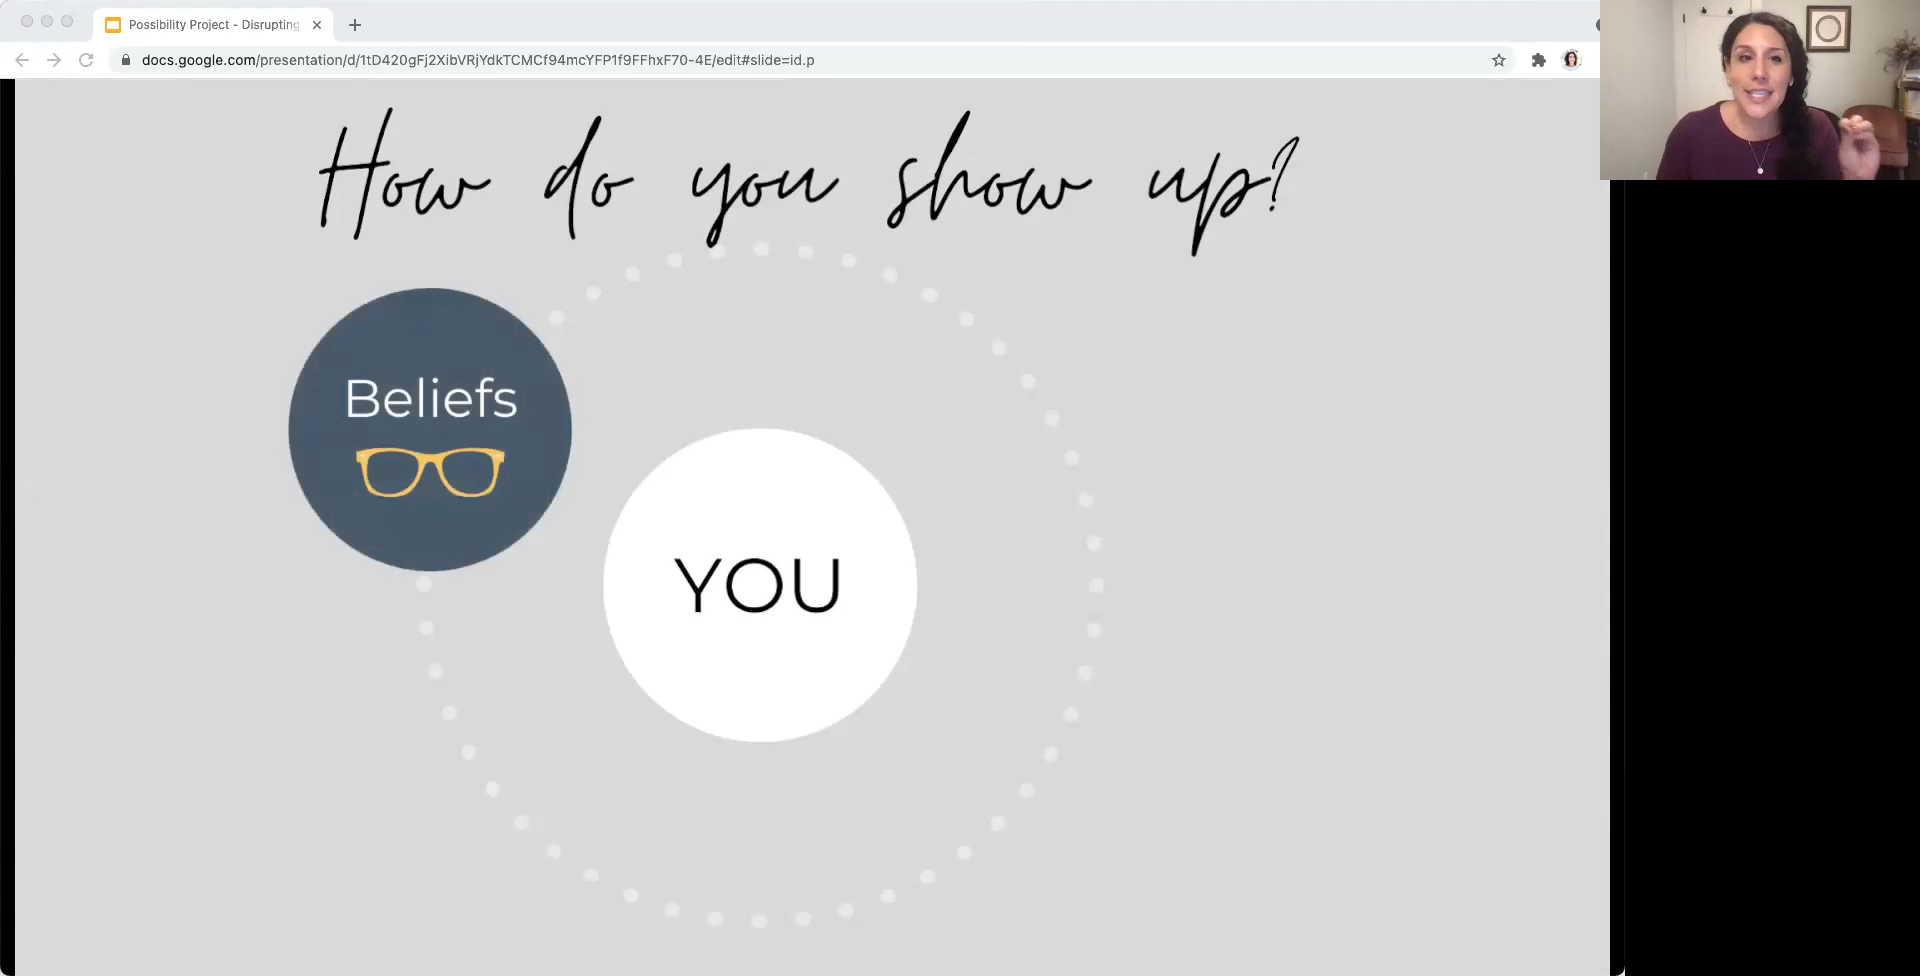 Possibility Project - Disrupting
docs.google.com/presentation/d/1tD420gFj2XibVRjYdkTCMCf94mcYFP1f9FFhxF70-4E/edit#slide=id.p
How do you show up?
Beliefs
YOU